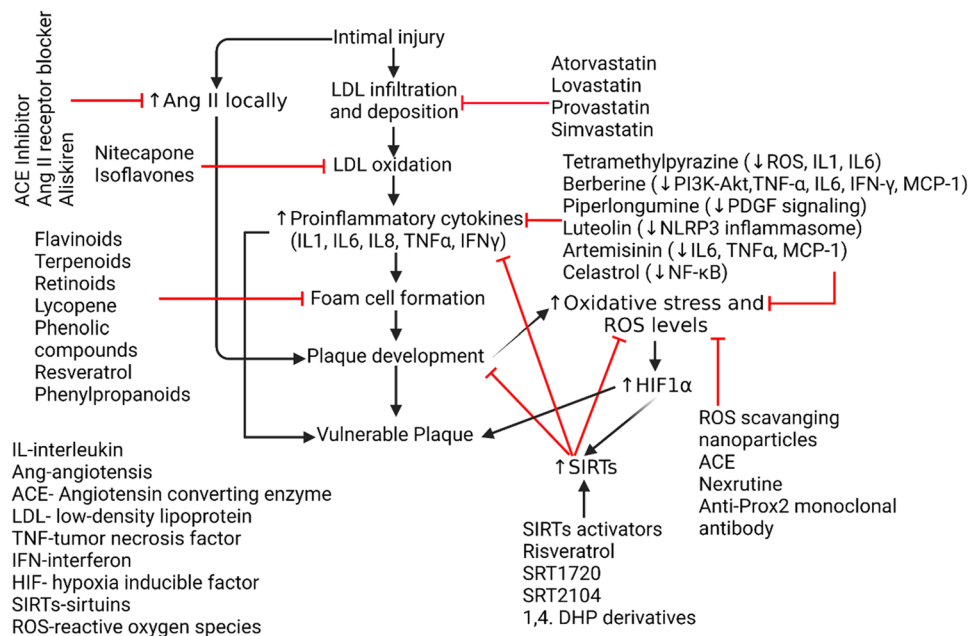 Intimal injury
ACE Inhibitor
Ang II receptor blocker
Aliskiren
↑Ang II locally
LDL infiltration
and deposition
Atorvastatin
Lovastatin
Provastatin
Simvastatin
Nitecapone
Isoflavones
LDL oxidation
Tetramethylpyrazine (↓ROS, IL1, IL6)
Berberine (↓PI3K-Akt,TNF-α, IL6, IFN-γ, MCP-1)
Piperlongumine (↓PDGF signaling)
Luteolin (↓NLRP3 inflammasome)
Artemisinin (↓IL6, TNFα, MCP-1)
Celastrol (↓NF-κB)
↑Proinflammatory cytokines
(IL1, IL6, IL8, TNFα, IFNγ)
Flavinoids
Terpenoids
Retinoids
Lycopene
Phenolic
compounds
Resveratrol
Phenylpropanoids
Foam cell formation
↑Oxidative stress and
ROS levels
Plaque development
↑HIF1α
Vulnerable Plaque
↑SIRTs
ROS scavanging
nanoparticles
ACE
Nexrutine
Anti-Prox2 monoclonal
antibody
SIRTs activators
Risveratrol
SRT1720
SRT2104
1,4. DHP derivatives
IL-interleukin
Ang-angiotensis
ACE- Angiotensin converting enzyme
LDL- low-density lipoprotein
TNF-tumor necrosis factor
IFN-interferon
HIF- hypoxia inducible factor
SIRTs-sirtuins
ROS-reactive oxygen species